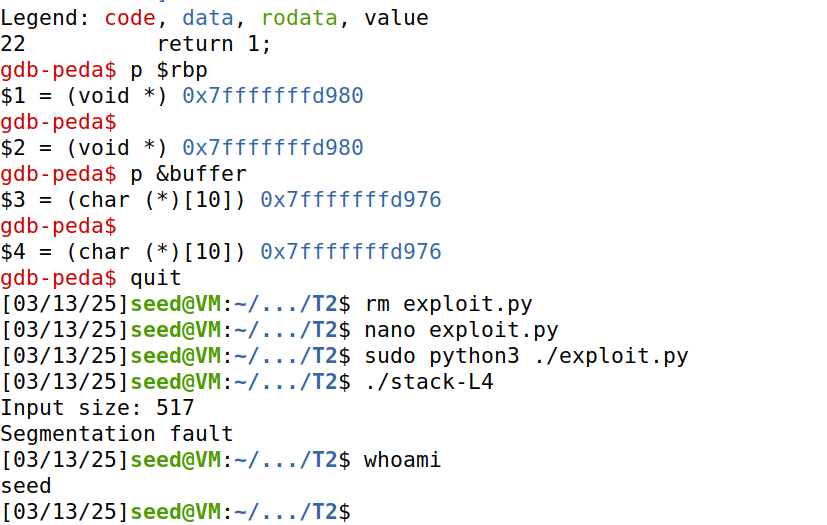 Legend: code, data, rodata, value
22          return 1;
gdb-peda$ p $rbp
$1 = (void *) 0x7fffffffd980
gdb-peda$
$2 = (void *) 0x7fffffffd980
gdb-peda$ p &buffer
$3 = (char (*)[10]) 0x7fffffffd976
gdb-peda$
$4 = (char (*)[10]) 0x7fffffffd976
gdb-peda$ quit
[03/13/25]seed@VM:~/.../T2$ rm exploit.py
[03/13/25]seed@VM:~/.../T2$ nano exploit.py
[03/13/25]seed@VM:~/.../T2$ sudo python3 ./exploit.py
[03/13/25]seed@VM:~/.../T2$ ./stack-L4
Input size: 517
Segmentation fault
[03/13/25]seed@VM:~/.../T2$ whoami
seed
[03/13/25]seed@VM:~/.../T2$